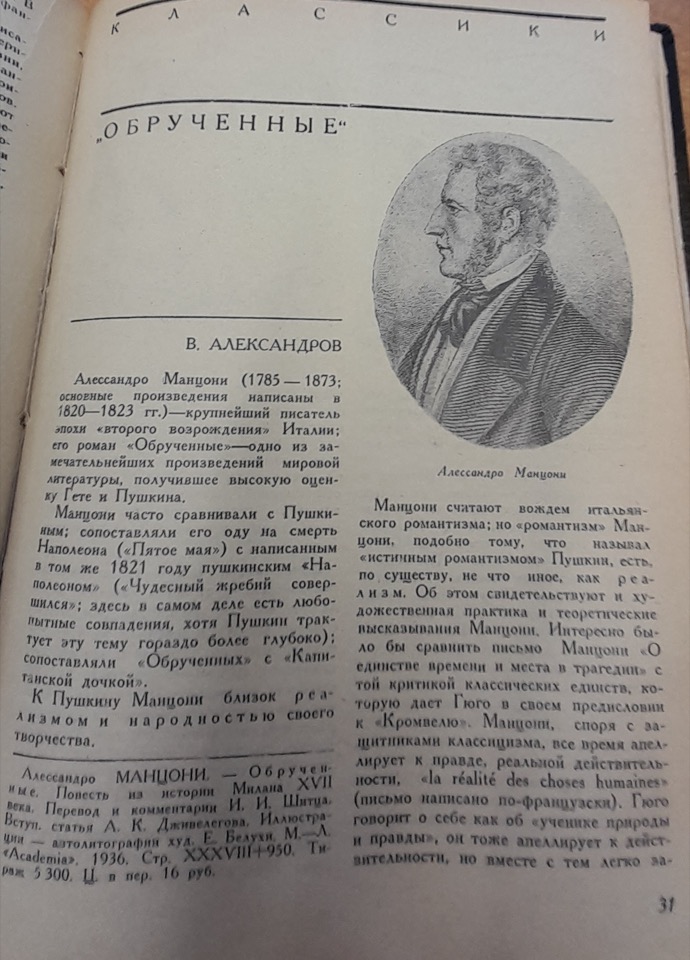 КЛАССИКИ
„ОБРУЧЕННЫЕ“
В. АЛЕКСАНДРОВ
Алессандро Манцони (1785—1873;
основные произведения написаны в
1820—1823 гг.)—крупнейший писатель
эпохи «второго возрождения» Италии;
его роман «Обрученные»—одно из за-
мечательнейших произведений мировой
литературы, получившее высокую оцен-
ку Гете и Пушкина.
Манцони часто сравнивали с Пушки-
ным; сопоставляли его оду на смерть
Наполеона («Пятое мая») с написанным
в том же 1821 году пушкинским «На-
полеоном» («Чудесный жребий совер-
шился»; здесь в самом деле есть любо-
пытные совпадения, хотя Пушкин трак-
тует эту тему гораздо более глубоко);
сопоставляли «Обрученных» с «Капи-
танской дочкой».
К Пушкину Манцони близок реа-
лизмом и народностью своего
творчества.
Алессандро МАНЦОНИ. — Обручен-
ные. Повесть из истории Милана XVII
века. Перевод и комментарии И. И. Шитца.
Вступ. статья А. К. Дживелегова. Иллюстра-
ции — автолитографии худ. Е. Белухи. М.—Л.
«Academia». 1936. Стр. XXXVIII+950. Ти-
раж 5 300. Ц. в пер. 16 руб.
Алессандро Манцони
Манцони считают вождем итальян-
ского романтизма; но «романтизм» Ман-
цони, подобно тому, что называл
«истинным романтизмом» Пушкин, есть,
по существу, не что иное, как реа-
лизм. Об этом свидетельствуют и ху-
дожественная практика и теоретические
высказывания Манцони. Интересно бы-
ло бы сравнить письмо Манцони «О
единстве времени и места в трагедии» с
той критикой классических единств, ко-
торую дает Гюго в своем предисловии
к «Кромвелю». Манцони, споря с за-
щитниками классицизма, все время апел-
лирует к правде, реальной действитель-
ности, «la réalité des choses humaines»
(письмо написано по-французски). Гюго
говорит о себе как об «ученике природы
и правды», он тоже апеллирует к дейст-
вительности, но вместе с тем легко за-
31